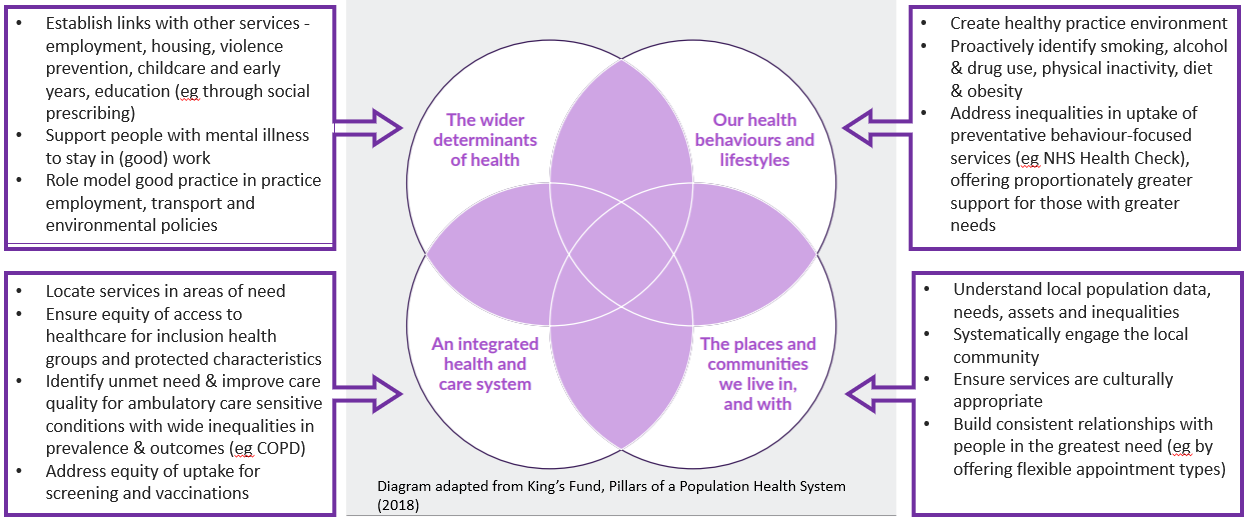 • Establish links with other services -
employment, housing, violence
prevention, childcare and early
years, education (eg through social
prescribing)
• Support people with mental illness
to stay in (good) work
• Role model good practice in practice
employment, transport and
environmental policies
The wider
determinants
of health
Our health
behaviours and
lifestyles
• Create healthy practice environment
• Proactively identify smoking, alcohol
& drug use, physical inactivity, diet
& obesity
• Address inequalities in uptake of
preventative behaviour-focused
services (eg NHS Health Check),
offering proportionately greater
support for those with greater
needs
• Locate services in areas of need
• Ensure equity of access to
healthcare for inclusion health
groups and protected characteristics
• Identify unmet need & improve care
quality for ambulatory care sensitive
conditions with wide inequalities in
prevalence & outcomes (eg COPD)
• Address equity of uptake for
screening and vaccinations
An integrated
health and
care system
The places and
communities
we live in,
and with
• Understand local population data,
needs, assets and inequalities
• Systematically engage the local
community
• Ensure services are culturally
appropriate
• Build consistent relationships with
people in the greatest need (eg by
offering flexible appointment types)
Diagram adapted from King's Fund, Pillars of a Population Health System
(2018)